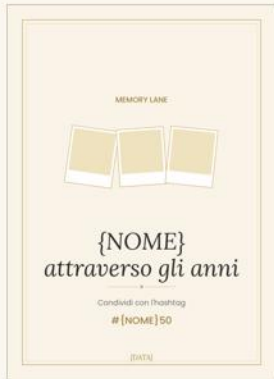 MEMORY LANE
{NOME}
attraverso gli anni
Condividi con l'hashtag
#{NOME}50
{DATA}